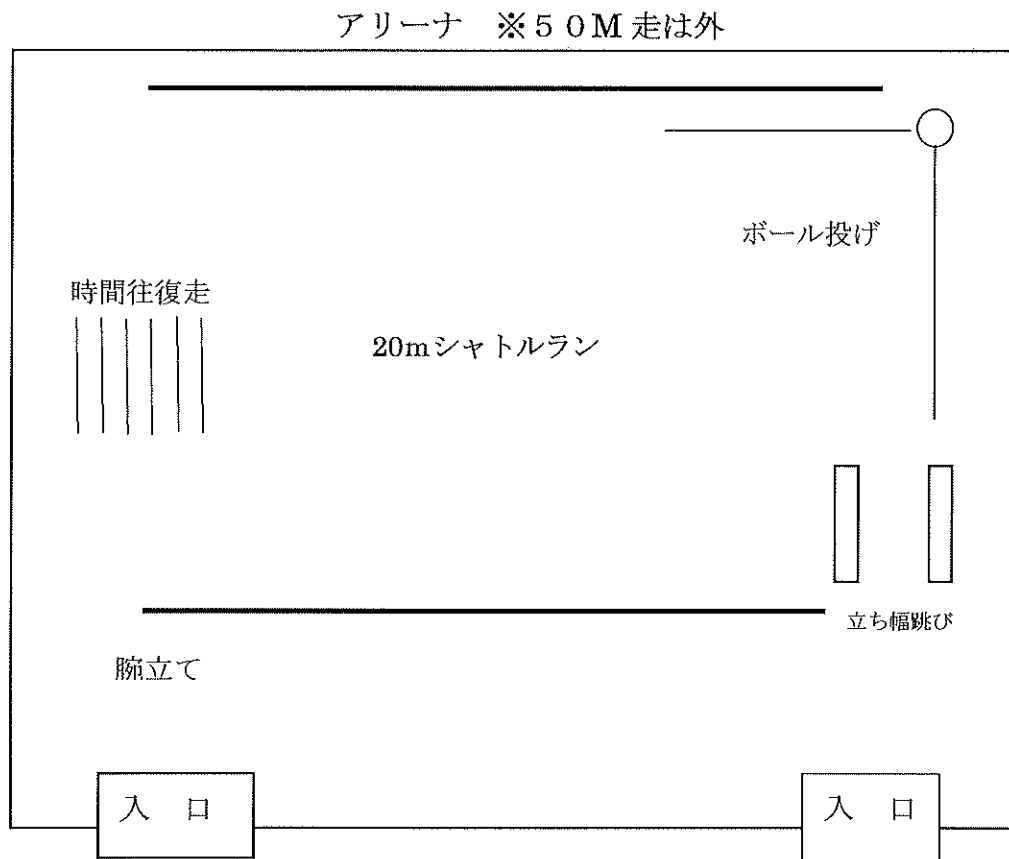 アリーナ　※５０Ｍ走は外
ボール投げ
時間往復走
20mシャトルラン
立ち幅跳び
腕立て
入　口
入　口